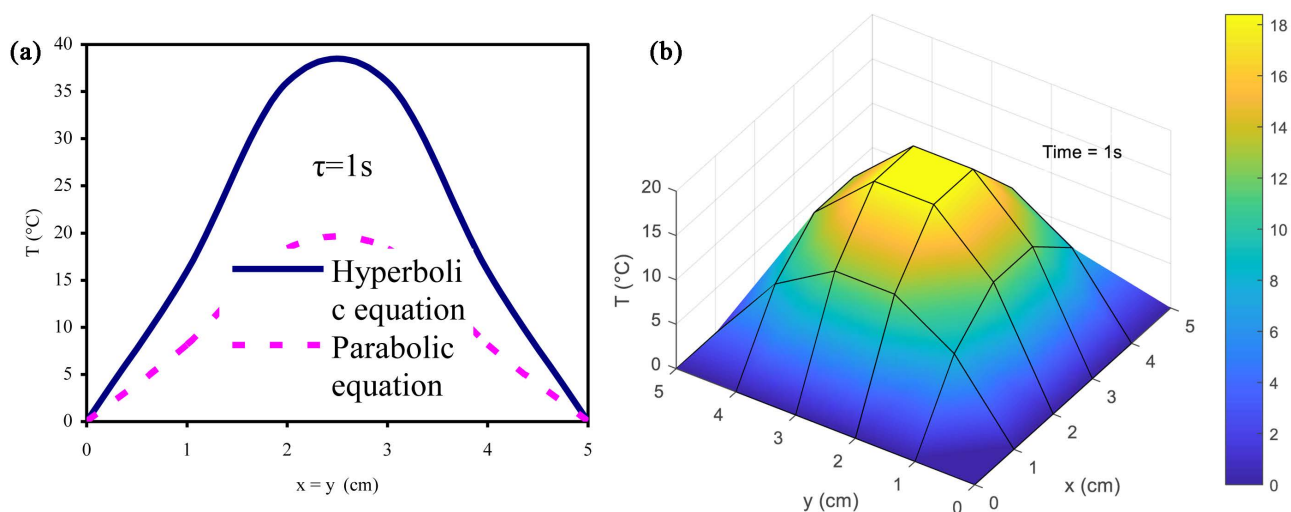 (a)
40
35
30
25
20
15
10
5
0
T (°C)
τ=1s
Hyperboli
c equation
Parabolic
equation
0 1 2 3 4 5
x = y (cm)
(b)
Time = 1s
20
15
10
5
0
T (°C)
5
4
3
2
1
0
y (cm)
0
1
2
3
4
5
x (cm)
18
16
14
12
10
8
6
4
2
0